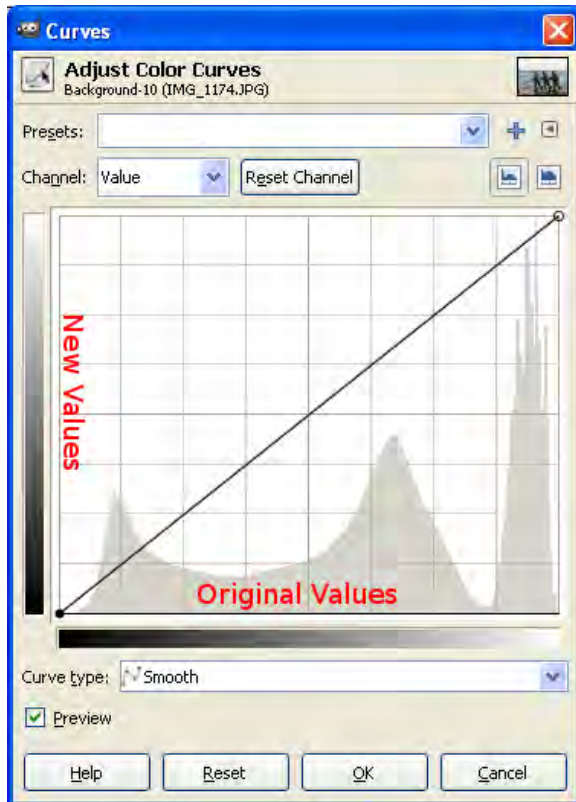 Curves
Adjust Color Curves
Background-10 (IMG_1174.JPG)
Presets:
Channel: Value Reset Channel
New Values
Original Values
Curve type: Smooth
Preview
Help Reset OK Cancel